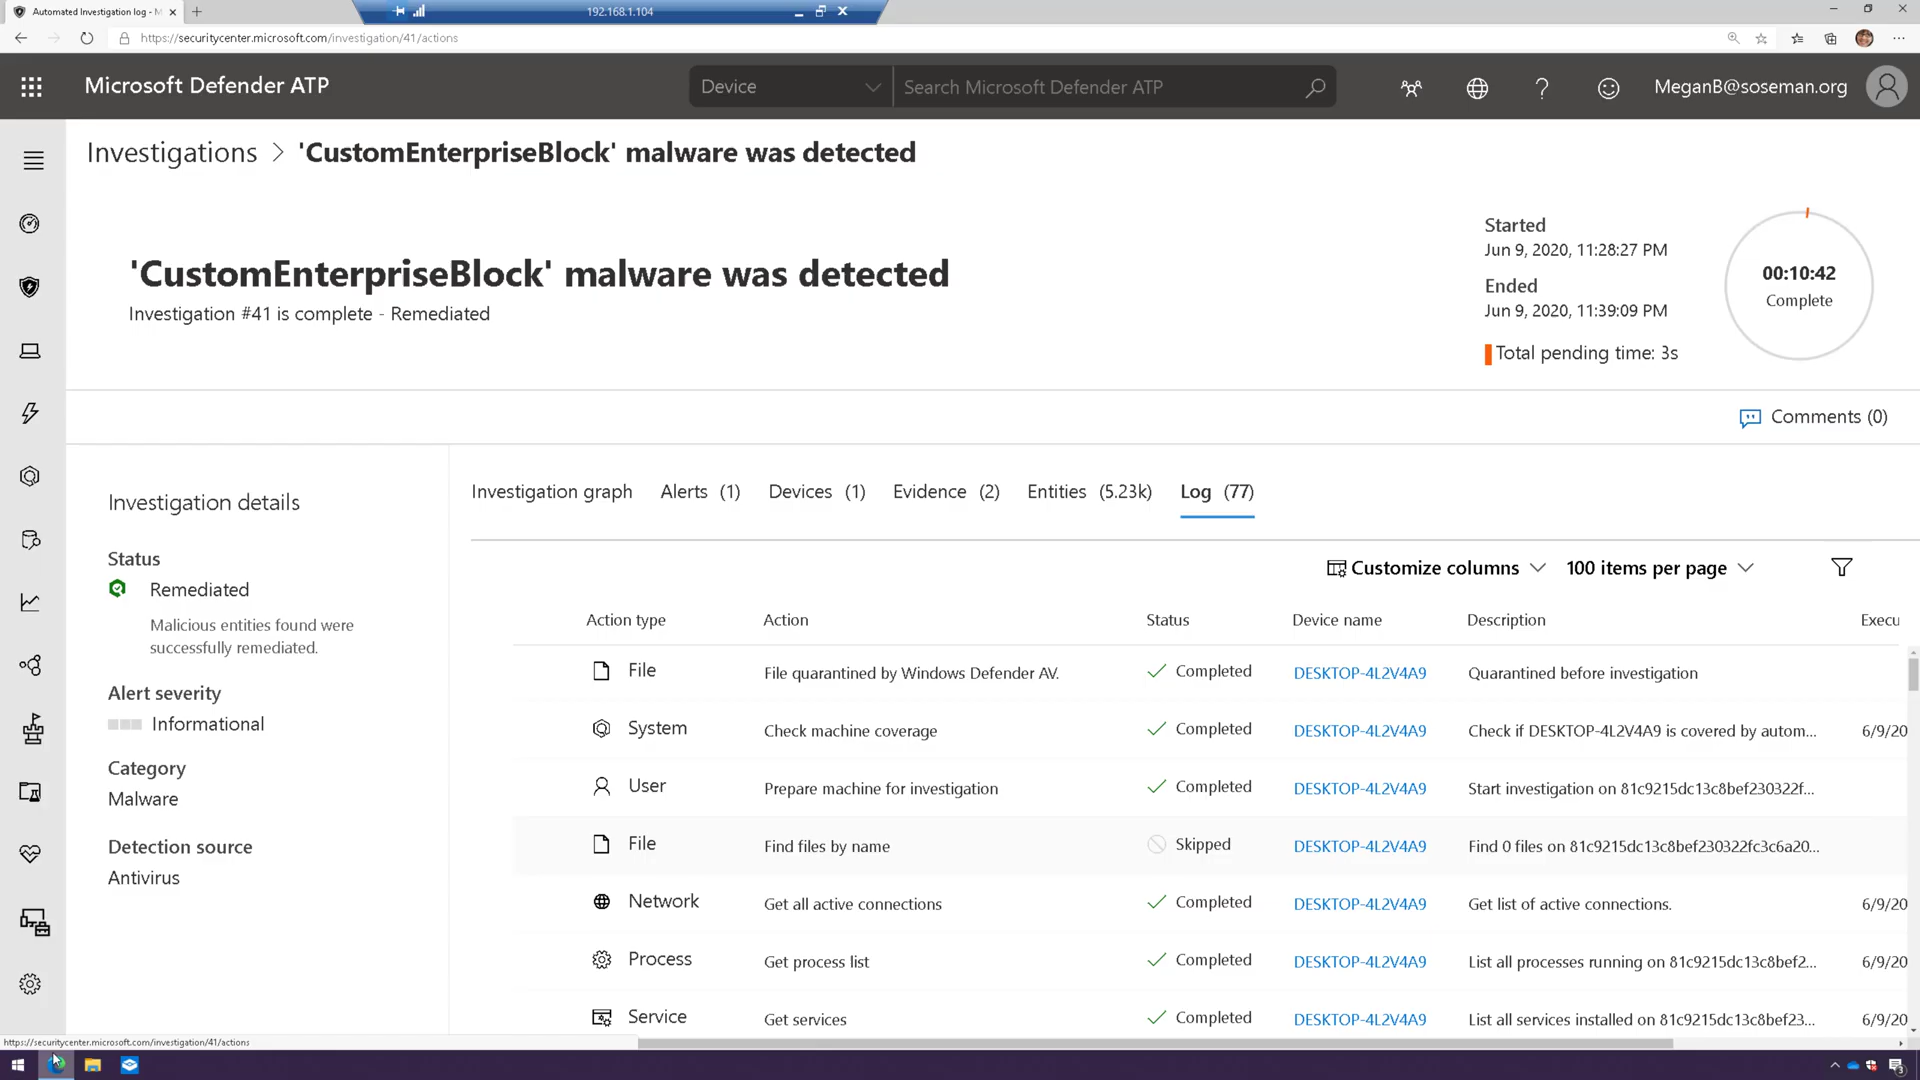 Automated Investigation log - M
192.168.1.104
https://securitycenter.microsoft.com/investigation/41/actions
Microsoft Defender ATP
Device
Search Microsoft Defender ATP
MeganB@soseman.org
Investigations > 'CustomEnterpriseBlock' malware was detected
'CustomEnterpriseBlock' malware was detected
Investigation #41 is complete - Remediated
Started
Jun 9, 2020, 11:28:27 PM
Ended
Jun 9, 2020, 11:39:09 PM
Total pending time: 3s
00:10:42
Complete
Comments (0)
Investigation details
Status
Remediated
Malicious entities found were
successfully remediated.
Alert severity
Informational
Category
Malware
Detection source
Antivirus
Investigation graph Alerts (1) Devices (1) Evidence (2) Entities (5.23k) Log (77)
Customize columns 100 items per page
Action type Action Status Device name Description Execu
File File quarantined by Windows Defender AV. Completed DESKTOP-4L2V4A9 Quarantined before investigation
System Check machine coverage Completed DESKTOP-4L2V4A9 Check if DESKTOP-4L2V4A9 is covered by autom... 6/9/20
User Prepare machine for investigation Completed DESKTOP-4L2V4A9 Start investigation on 81c9215dc13c8bef230322f...
File Find files by name Skipped DESKTOP-4L2V4A9 Find 0 files on 81c9215dc13c8bef230322fc3c6a20...
Network Get all active connections Completed DESKTOP-4L2V4A9 Get list of active connections. 6/9/20
Process Get process list Completed DESKTOP-4L2V4A9 List all processes running on 81c9215dc13c8bef2... 6/9/20
Service Get services Completed DESKTOP-4L2V4A9 List all services installed on 81c9215dc13c8bef23... 6/9/20
https://securitycenter.microsoft.com/investigation/41/actions
3